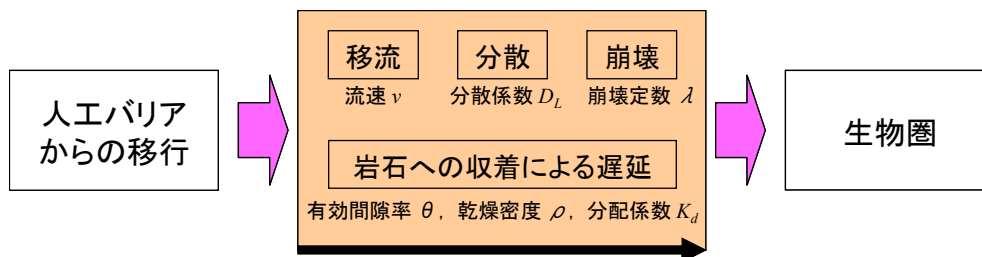 人工バリア
からの移行
移流
分散
崩壊
流速 v
分散係数 D_L
崩壊定数 λ
岩石への収着による遅延
有効間隙率 θ，乾燥密度 ρ，分配係数 K_d
生物圏